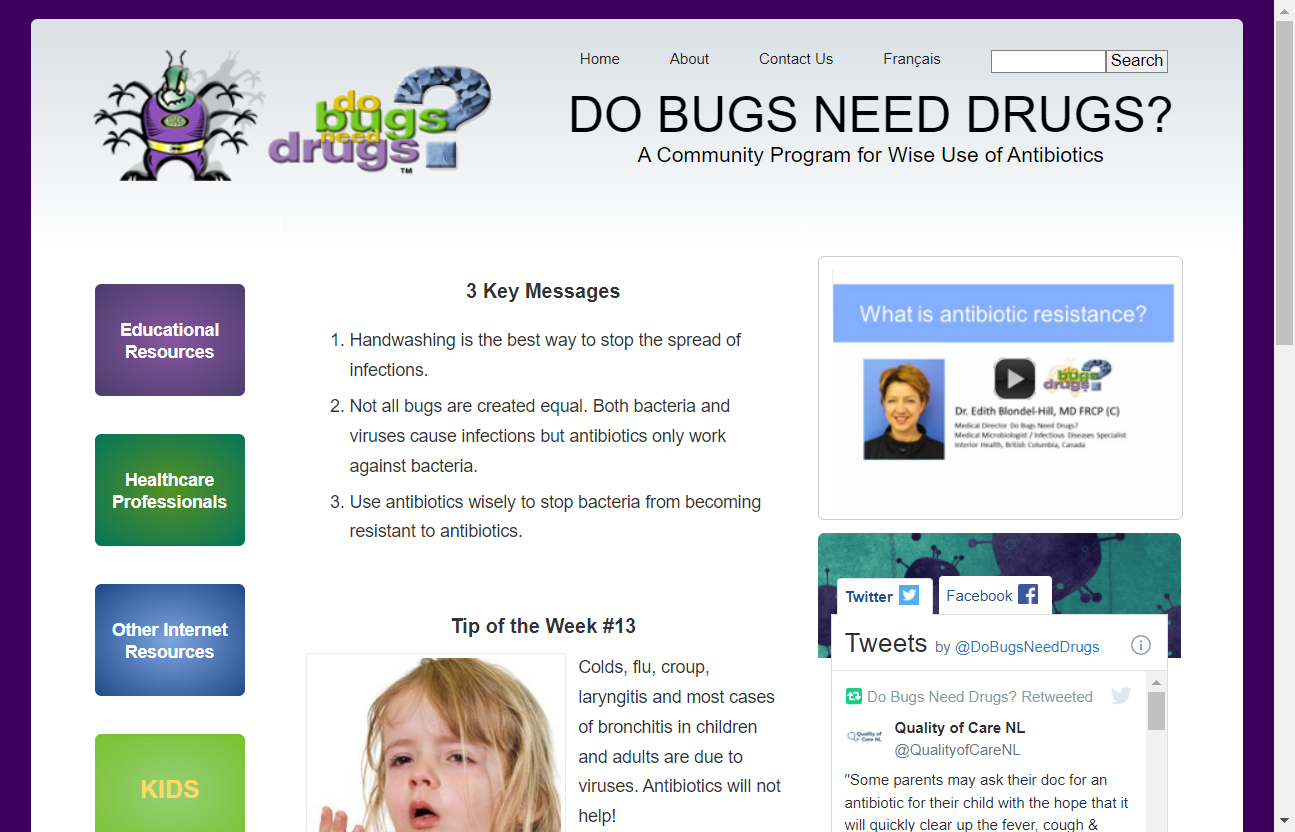 Home About Contact Us Français Search
do
bugs
need
drugs
?
TM
DO BUGS NEED DRUGS?
A Community Program for Wise Use of Antibiotics
Educational
Resources
Healthcare
Professionals
Other Internet
Resources
KIDS
3 Key Messages
1. Handwashing is the best way to stop the spread of
infections.
2. Not all bugs are created equal. Both bacteria and
viruses cause infections but antibiotics only work
against bacteria.
3. Use antibiotics wisely to stop bacteria from becoming
resistant to antibiotics.
Tip of the Week #13
Colds, flu, croup,
laryngitis and most cases
of bronchitis in children
and adults are due to
viruses. Antibiotics will not
help!
What is antibiotic resistance?
do
bugs
need
drugs?
Dr. Edith Blondel-Hill, MD FRCP (C)
Medical Director Do Bugs Need Drugs?
Medical Microbiologist / Infectious Diseases Specialist
Interior Health, British Columbia, Canada
Twitter Facebook
Tweets by @DoBugsNeedDrugs
Do Bugs Need Drugs? Retweeted
Quality of
Care NL
Quality of Care NL
@QualityofCareNL
"Some parents may ask their doc for an
antibiotic for their child with the hope that it
will quickly clear up the fever, cough &